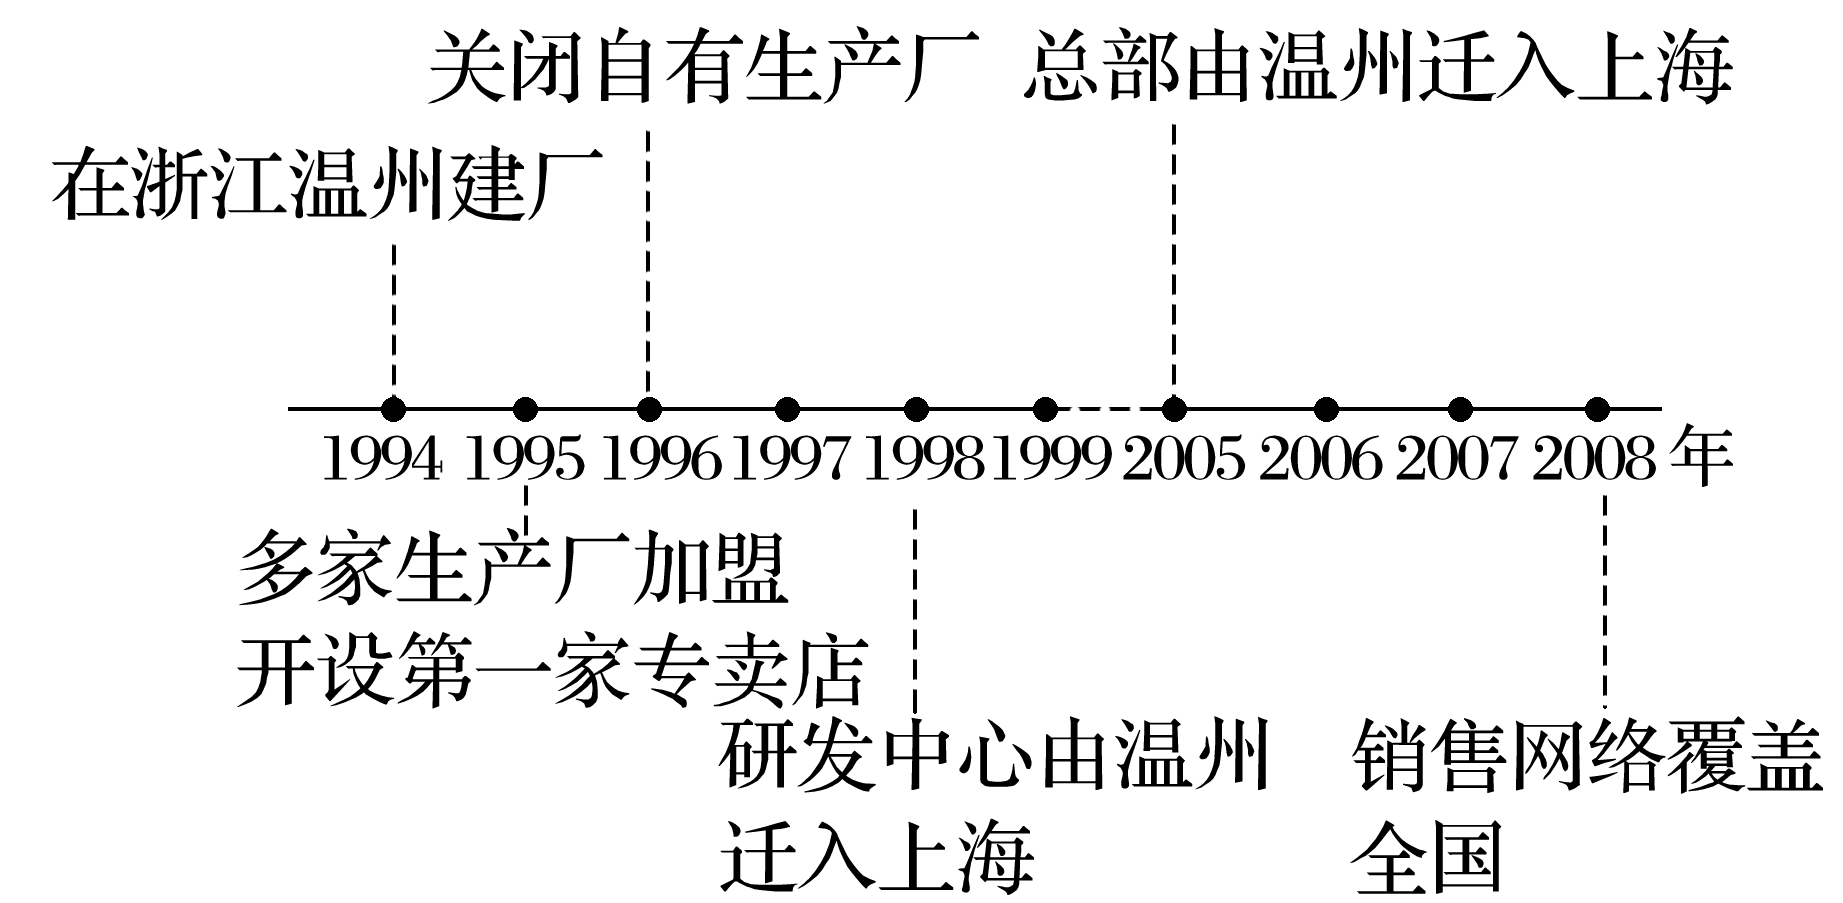 关闭自有生产厂
总部由温州迁入上海
在浙江温州建厂
1994 1995 1996 1997 1998 1999 2005 2006 2007 2008 年
多家生产厂加盟
开设第一家专卖店
研发中心由温州
迁入上海
销售网络覆盖
全国